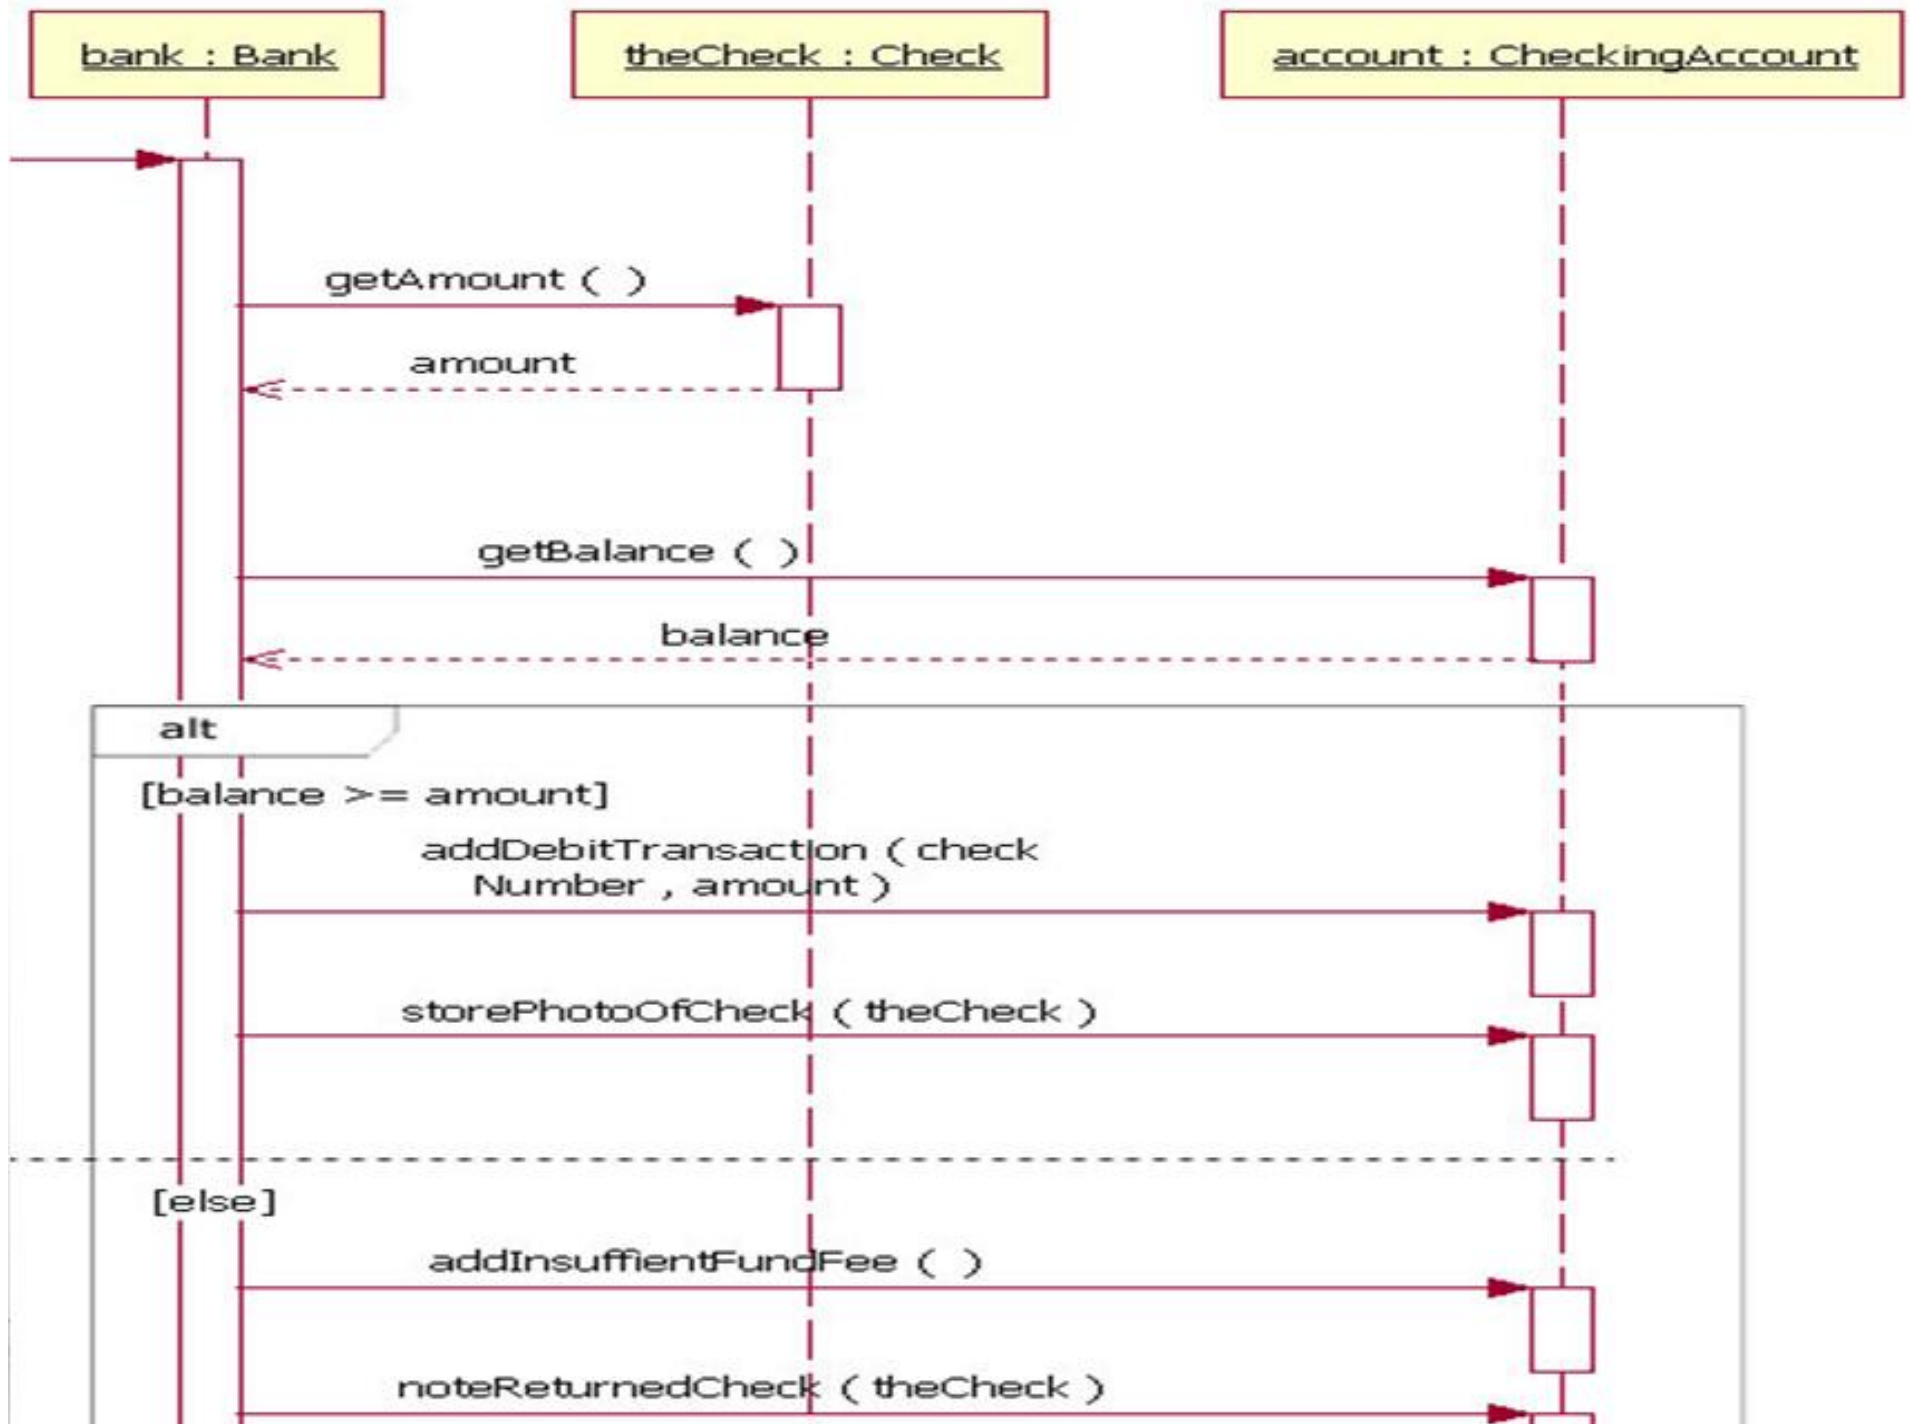 bank : Bank
theCheck : Check
account : CheckingAccount
getAmount ( )
amount
getBalance ( )
balance
alt
[balance >= amount]
addDebitTransaction ( check
Number , amount )
storePhotoOfCheck ( theCheck )
[else]
addInsuffientFundFee ( )
noteReturnedCheck ( theCheck )